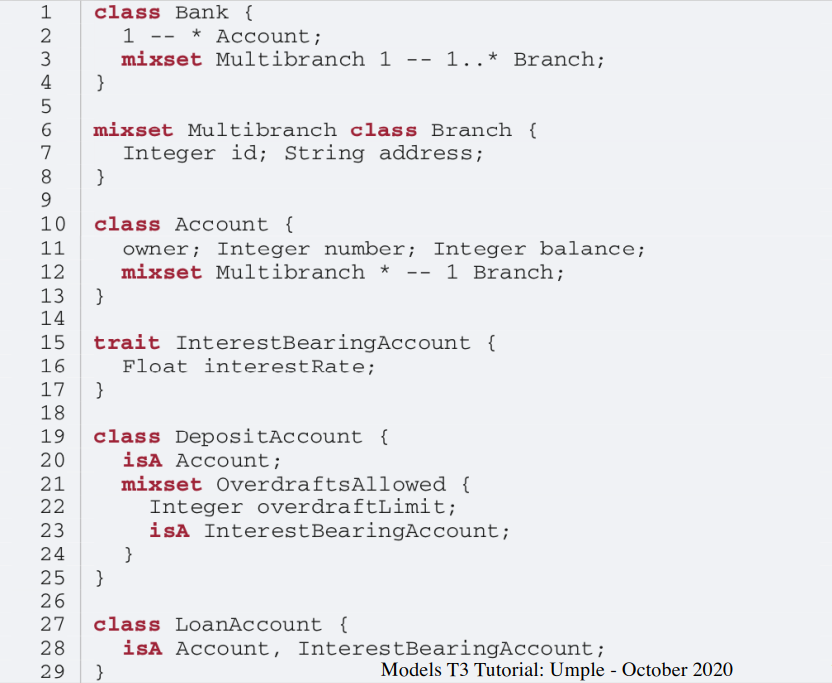 1 class Bank {
2 1 -- * Account;
3 mixset Multibranch 1 -- 1..* Branch;
4 }
5
6 mixset Multibranch class Branch {
7 Integer id; String address;
8 }
9
10 class Account {
11 owner; Integer number; Integer balance;
12 mixset Multibranch * -- 1 Branch;
13 }
14
15 trait InterestBearingAccount {
16 Float interestRate;
17 }
18
19 class DepositAccount {
20 isA Account;
21 mixset OverdraftsAllowed {
22 Integer overdraftLimit;
23 isA InterestBearingAccount;
24 }
25 }
26
27 class LoanAccount {
28 isA Account, InterestBearingAccount;
29 } Models T3 Tutorial: Umple - October 2020